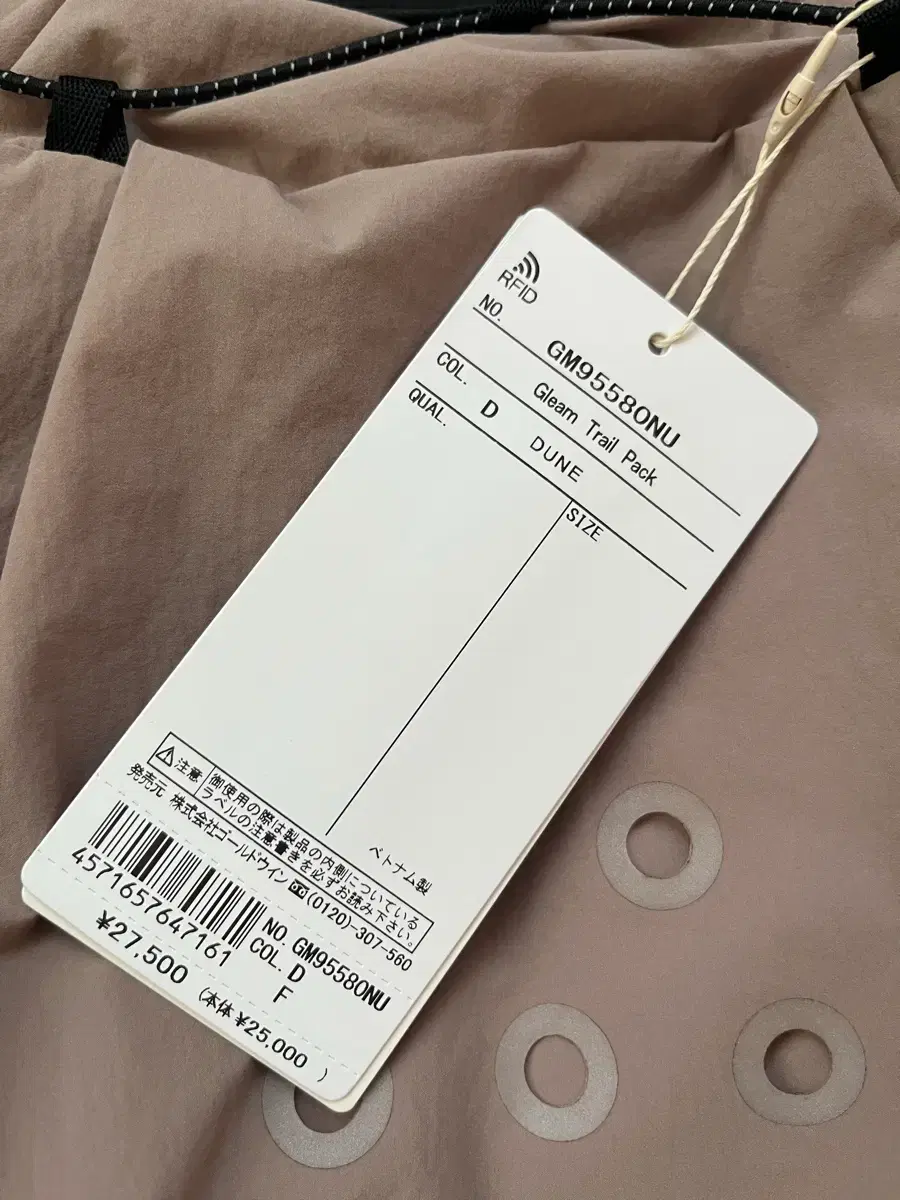 RFID
NO.
GM95580NU
Gleam Trail Pack
COL.
D DUNE
QUAL.
SIZE
ベトナム製
注意 御使用の際は製品の内側についている
ラベルの注意書きを必ずお読み下さい。
発売元 株式会社ゴールドウイン (0120)-307-560
4571657647161
NO. GM95580NU
COL. D
F
¥27,500
(本体 ¥25,000 )